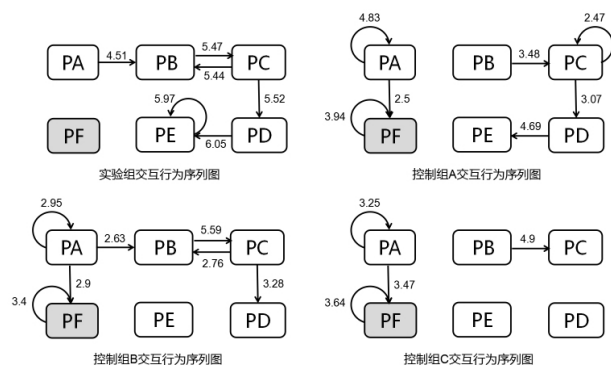 PA 4.51 PB 5.47 5.44 PC
5.52
PF 5.97 PE 6.05 PD
实验组交互行为序列图
4.83 2.47
PA PB 3.48 PC
2.5 3.07
3.94 PF PE 4.69 PD
控制组A交互行为序列图
2.95
PA 2.63 PB 5.59 2.76 PC
2.9 3.28
3.4 PF PE PD
控制组B交互行为序列图
3.25
PA PB 4.9 PC
3.47
3.64 PF PE PD
控制组C交互行为序列图